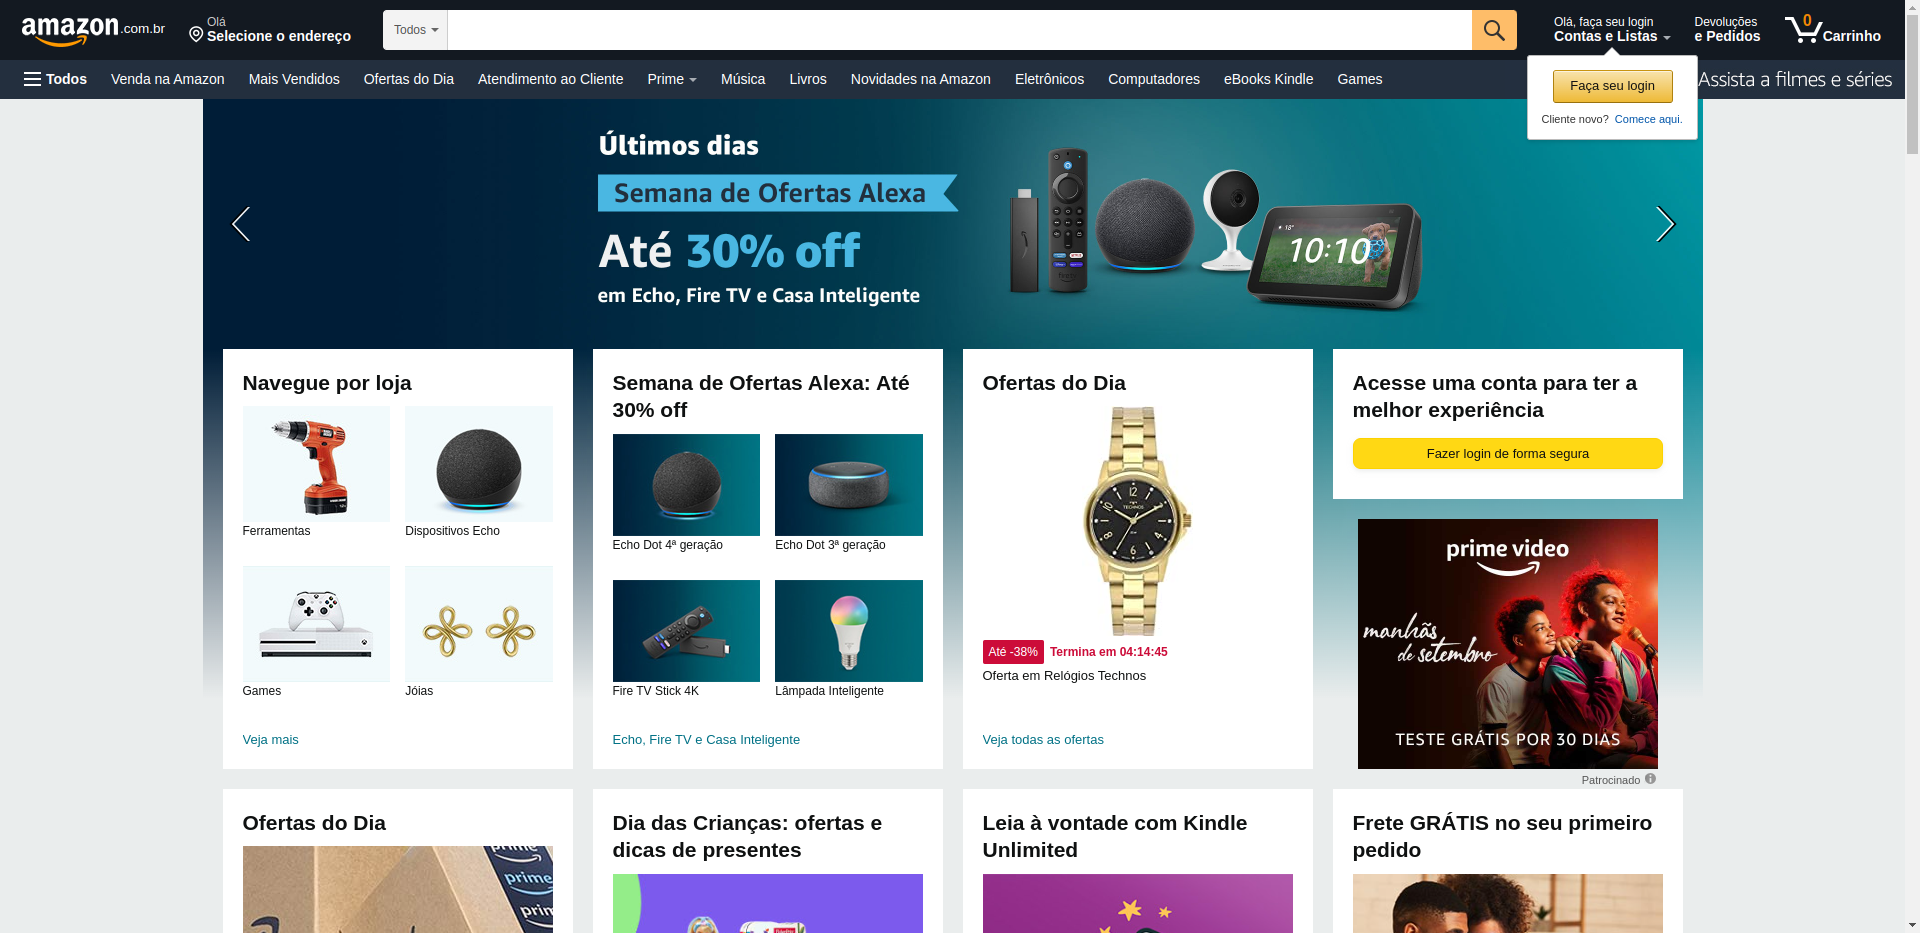 amazon.com.br
Olá
Selecione o endereço
Todos
Olá, faça seu login
Contas e Listas
Devoluções
e Pedidos
0
Carrinho
Todos
Venda na Amazon
Mais Vendidos
Ofertas do Dia
Atendimento ao Cliente
Prime
Música
Livros
Novidades na Amazon
Eletrônicos
Computadores
eBooks Kindle
Games
Assista a filmes e séries
Faça seu login
Cliente novo? Comece aqui.
Últimos dias
Semana de Ofertas Alexa
Até 30% off
em Echo, Fire TV e Casa Inteligente
10:10
Navegue por loja
Ferramentas
Dispositivos Echo
Games
Jóias
Veja mais
Semana de Ofertas Alexa: Até
30% off
Echo Dot 4ª geração
Echo Dot 3ª geração
Fire TV Stick 4K
Lâmpada Inteligente
Echo, Fire TV e Casa Inteligente
Ofertas do Dia
TECHNOS
Até -38%
Termina em 04:14:45
Oferta em Relógios Technos
Veja todas as ofertas
Acesse uma conta para ter a
melhor experiência
Fazer login de forma segura
prime video
manhãs
de setembro
TESTE GRÁTIS POR 30 DIAS
Patrocinado
Ofertas do Dia
prime
Dia das Crianças: ofertas e
dicas de presentes
Leia à vontade com Kindle
Unlimited
Frete GRÁTIS no seu primeiro
pedido